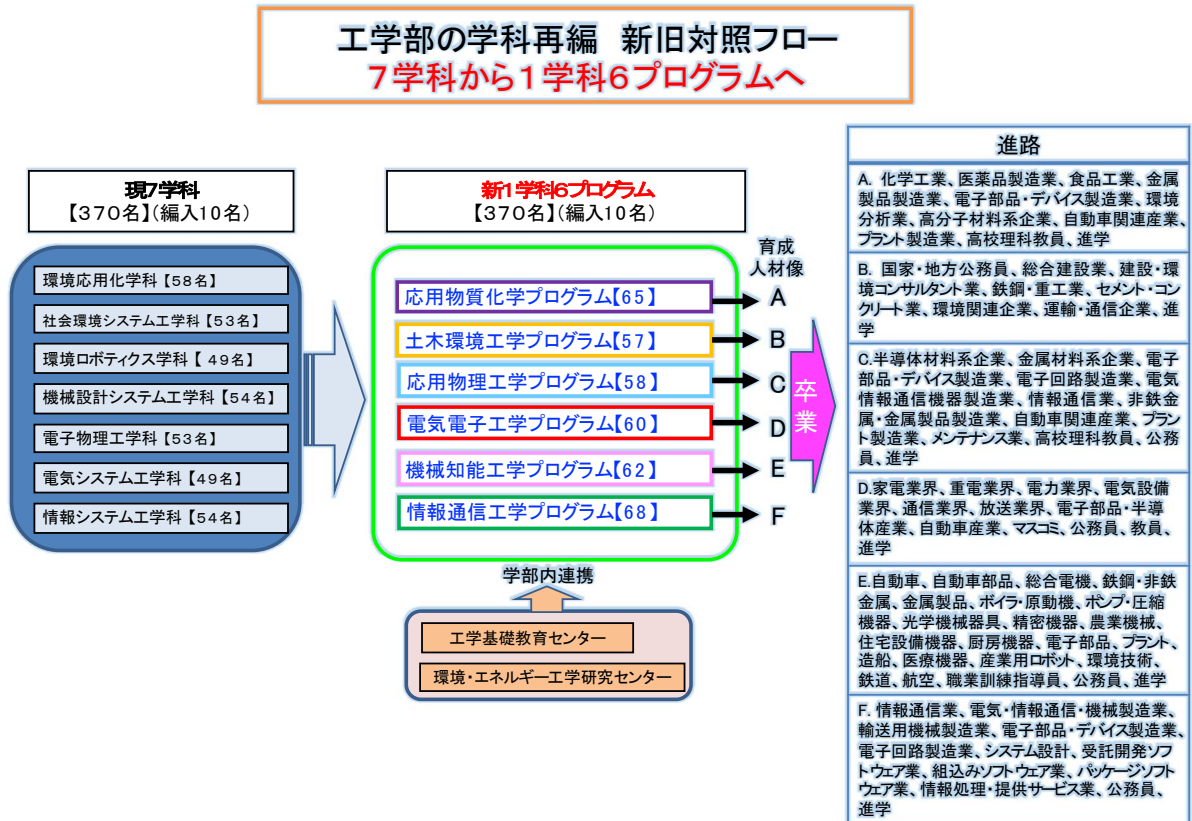 工学部の学科再編 新旧対照フロー
7学科から1学科6プログラムへ
現7学科
【370名】(編入10名)
環境応用化学科【58名】
社会環境システム工学科【53名】
環境ロボティクス学科【 49名】
機械設計システム工学科【54名】
電子物理工学科【53名】
電気システム工学科【49名】
情報システム工学科【54名】
新1学科6プログラム
【370名】(編入10名)
応用物質化学プログラム【65】
土木環境工学プログラム【57】
応用物理工学プログラム【58】
電気電子工学プログラム【60】
機械知能工学プログラム【62】
情報通信工学プログラム【68】
学部内連携
工学基礎教育センター
環境・エネルギー工学研究センター
育成
人材像
A
B
C
D
E
F
卒業
進路
A. 化学工業、医薬品製造業、食品工業、金属
製品製造業、電子部品・デバイス製造業、環境
分析業、高分子材料系企業、自動車関連産業、
プラント製造業、高校理科教員、進学
B. 国家・地方公務員、総合建設業、建設・環
境コンサルタント業、鉄鋼・重工業、セメント・コン
クリート業、環境関連企業、運輸・通信企業、進
学
C.半導体材料系企業、金属材料系企業、電子
部品・デバイス製造業、電子回路製造業、電気
情報通信機器製造業、情報通信業、非鉄金
属・金属製品製造業、自動車関連産業、プラン
ト製造業、メンテナンス業、高校理科教員、公務
員、進学
D.家電業界、重電業界、電力業界、電気設備
業界、通信業界、放送業界、電子部品・半導
体産業、自動車産業、マスコミ、公務員、教員、
進学
E.自動車、自動車部品、総合電機、鉄鋼・非鉄
金属、金属製品、ボイラ・原動機、ポンプ・圧縮
機器、光学機械器具、精密機器、農業機械、
住宅設備機器、厨房機器、電子部品、プラント、
造船、医療機器、産業用ロボット、環境技術、
鉄道、航空、職業訓練指導員、公務員、進学
F. 情報通信業、電気・情報通信・機械製造業、
輸送用機械製造業、電子部品・デバイス製造業、
電子回路製造業、システム設計、受託開発ソフ
トウェア業、組込みソフトウェア業、パッケージソフト
ウェア業、情報処理・提供サービス業、公務員、
進学